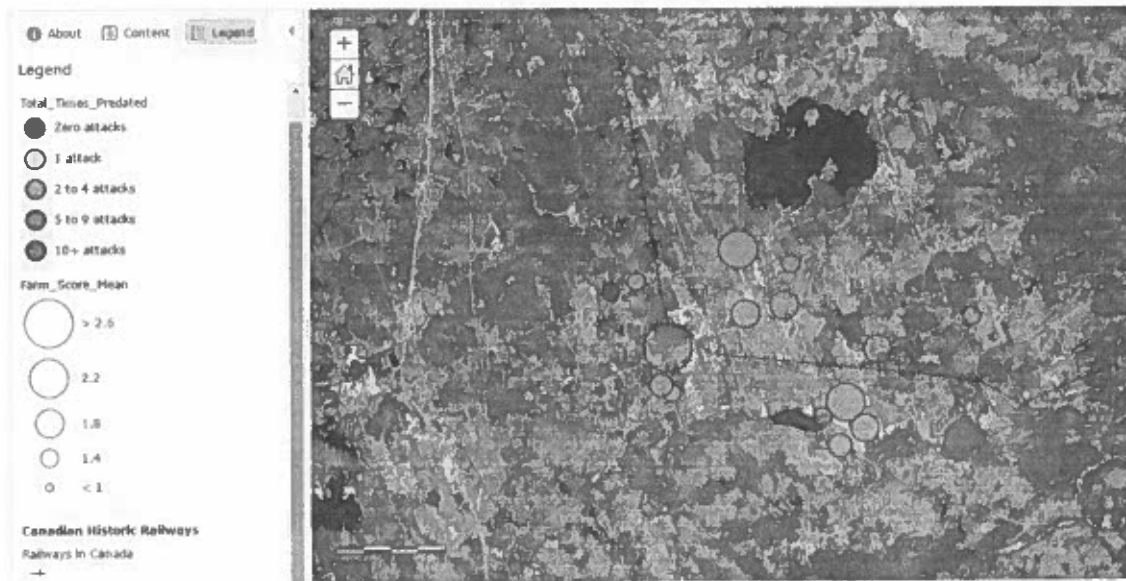 About Content Legend
Legend
Total_Times_Predated
Zero attacks
1 attack
2 to 4 attacks
5 to 9 attacks
10+ attacks
Farm_Score_Mean
> 2.6
2.2
1.8
1.4
< 1
Canadian Historic Railways
Railways in Canada
+
−